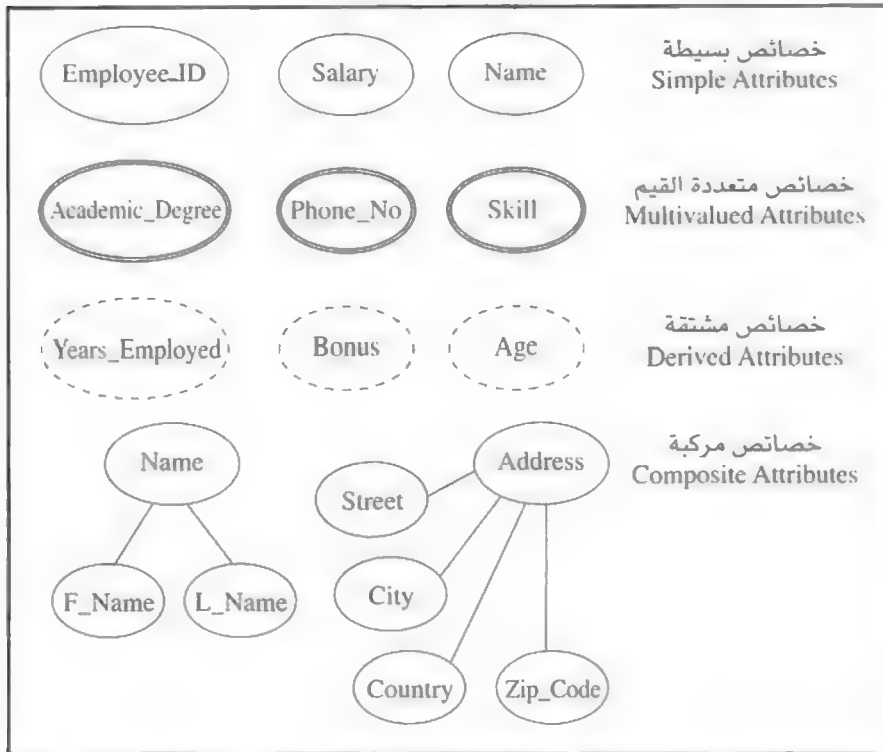 Employee_ID Salary Name خصائص بسيطة
Simple Attributes
Academic_Degree Phone_No Skill خصائص متعددة القيم
Multivalued Attributes
Years_Employed Bonus Age خصائص مشتقة
Derived Attributes
خصائص مركبة
Composite Attributes
Name Address
Street
F_Name L_Name City
Country Zip_Code